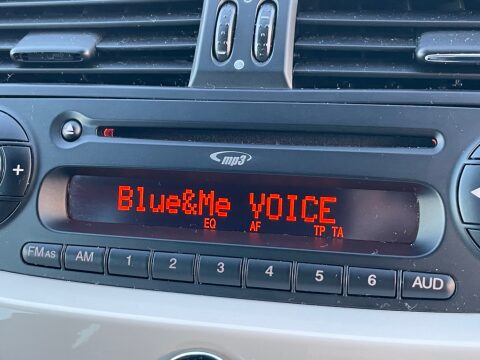 mp3
+
Blue&Me VOICE
EQ AF TP TA
FM AS AM 1 2 3 4 5 6 AUD